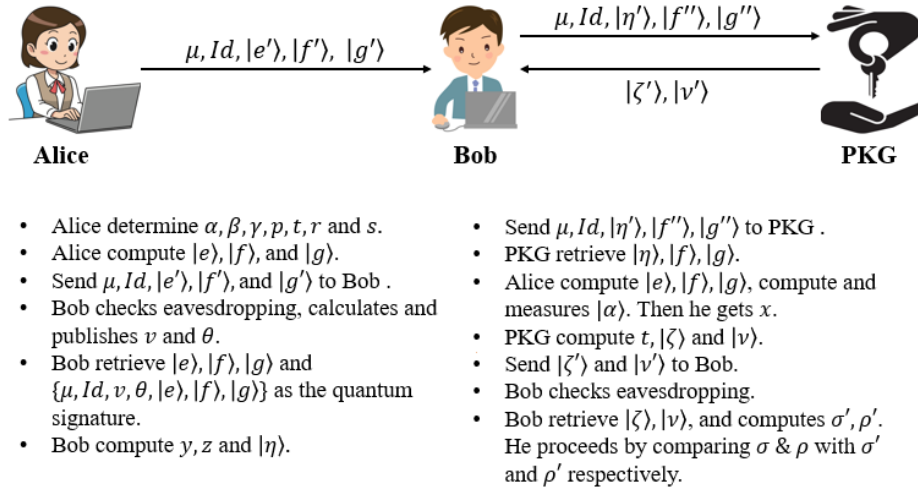 μ, Id, |e′⟩, |f′⟩, |g′⟩
μ, Id, |η′⟩, |f′′⟩, |g′′⟩
|ζ′⟩, |ν′⟩
Alice
Bob
PKG
• Alice determine α, β, γ, p, t, r and s.
• Alice compute |e⟩, |f⟩, and |g⟩.
• Send μ, Id, |e′⟩, |f′⟩, and |g′⟩ to Bob .
• Bob checks eavesdropping, calculates and
publishes v and θ.
• Bob retrieve |e⟩, |f⟩, |g⟩ and
{μ, Id, v, θ, |e⟩, |f⟩, |g⟩} as the quantum
signature.
• Bob compute y, z and |η⟩.
• Send μ, Id, |η′⟩, |f′′⟩, |g′′⟩ to PKG .
• PKG retrieve |η⟩, |f⟩, |g⟩.
• Alice compute |e⟩, |f⟩, |g⟩, compute and
measures |α⟩. Then he gets x.
• PKG compute t, |ζ⟩ and |ν⟩.
• Send |ζ′⟩ and |ν′⟩ to Bob.
• Bob checks eavesdropping.
• Bob retrieve |ζ⟩, |ν⟩, and computes σ′, ρ′.
He proceeds by comparing σ & ρ with σ′
and ρ′ respectively.